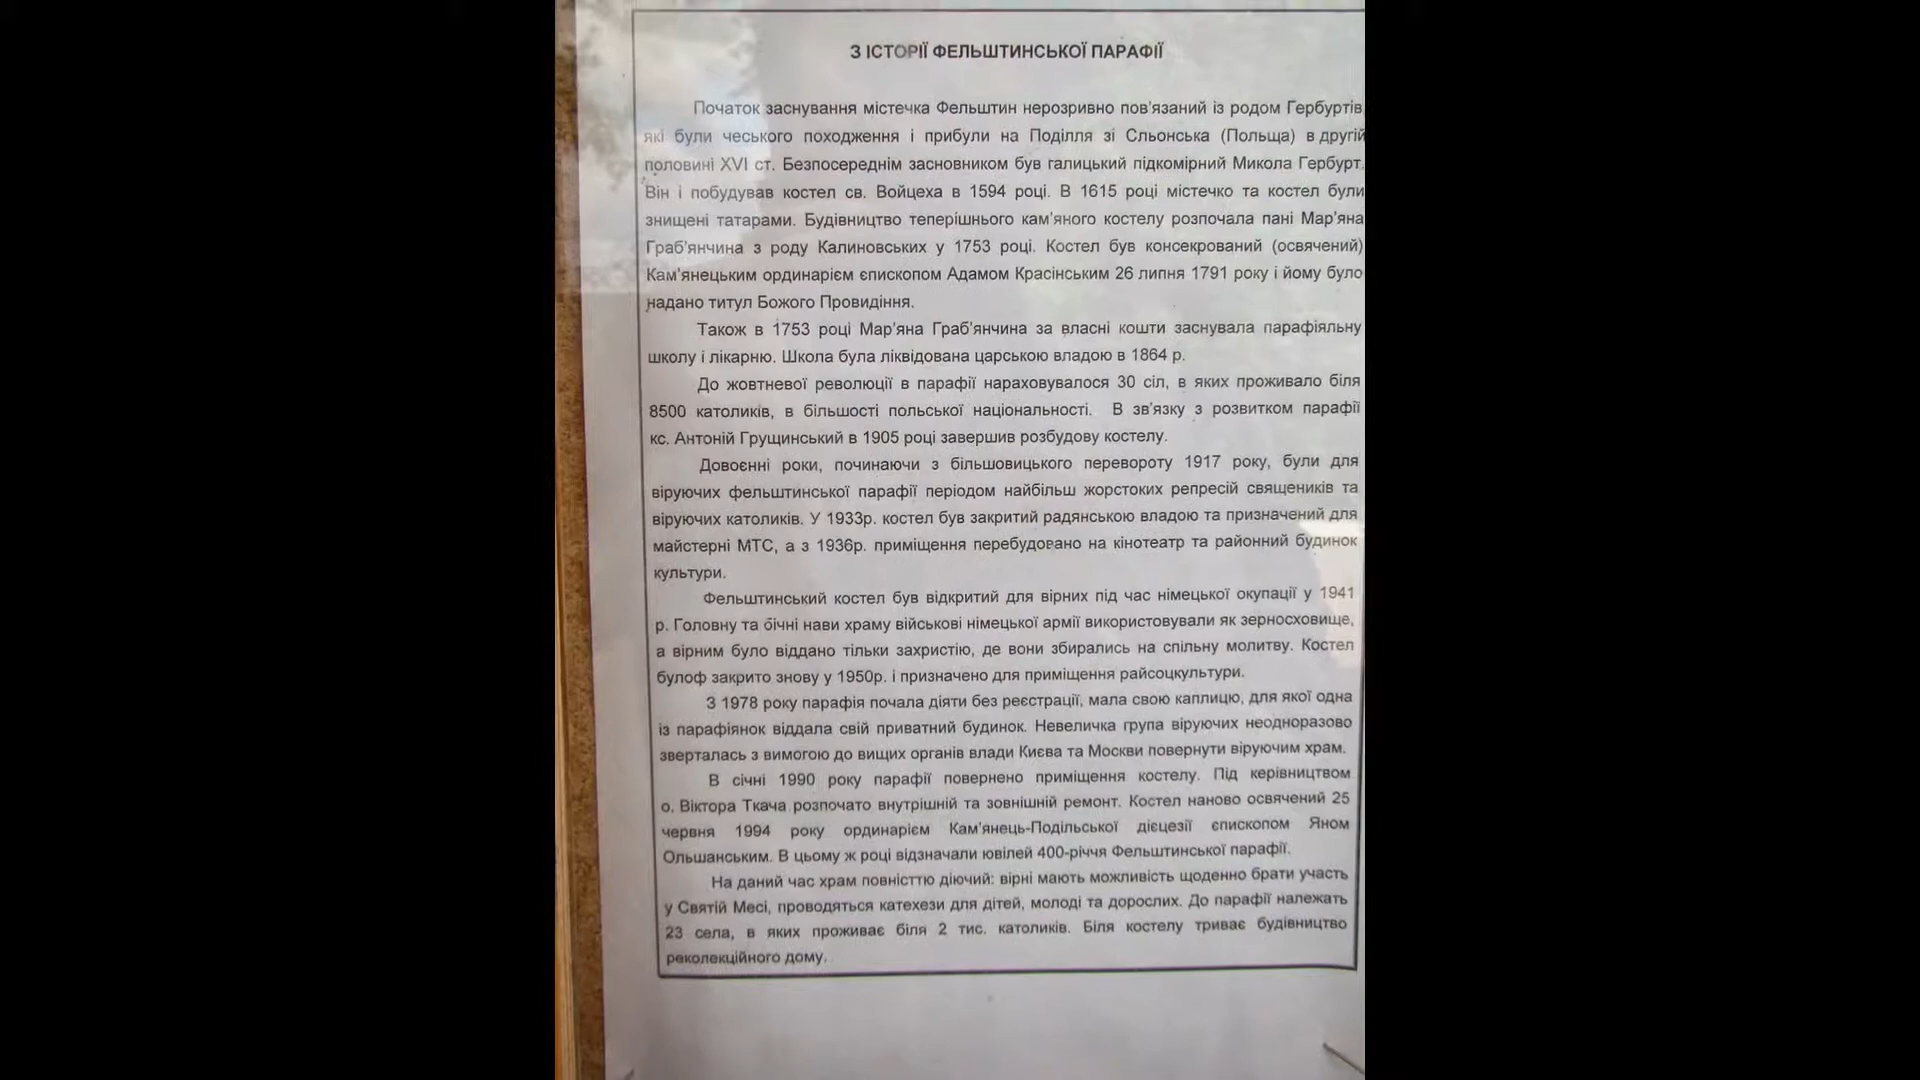 З ІСТОРІЇ ФЕЛЬШТИНСЬКОЇ ПАРАФІЇ
Початок заснування містечка Фельштин нерозривно пов'язаний із родом Гербуртів,
які були чеського походження і прибули на Поділля зі Сльонська (Польща) в другій
половині XVI ст. Безпосереднім засновником був галицький підкомірний Микола Гербурт.
Він і побудував костел св. Войцеха в 1594 році. В 1615 році містечко та костел були
знищені татарами. Будівництво теперішнього кам'яного костелу розпочала пані Мар'яна
Граб'янчина з роду Калиновських у 1753 році. Костел був консекрований (освячений)
Кам'янецьким ординарієм єпископом Адамом Красінським 26 липня 1791 року і йому було
надано титул Божого Провидіння.
Також в 1753 році Мар'яна Граб'янчина за власні кошти заснувала парафіяльну
школу і лікарню. Школа була ліквідована царською владою в 1864 р.
До жовтневої революції в парафії нараховувалося 30 сіл, в яких проживало біля
8500 католиків, в більшості польської національності. В зв'язку з розвитком парафії
кс. Антоній Грущинський в 1905 році завершив розбудову костелу.
Довоєнні роки, починаючи з більшовицького перевороту 1917 року, були для
віруючих фельштинської парафії періодом найбільш жорстоких репресій священиків та
віруючих католиків. У 1933р. костел був закритий радянською владою та призначений для
майстерні МТС, а з 1936р. приміщення перебудовано на кінотеатр та районний будинок
культури.
Фельштинський костел був відкритий для вірних під час німецької окупації у 1941
р. Головну та бічні нави храму військові німецької армії використовували як зерносховище,
а вірним було віддано тільки захристію, де вони збирались на спільну молитву. Костел
булоф закрито знову у 1950р. і призначено для приміщення райсоцкультури.
З 1978 року парафія почала діяти без реєстрації, мала свою каплицю, для якої одна
із парафіянок віддала свій приватний будинок. Невеличка група віруючих неодноразово
зверталась з вимогою до вищих органів влади Києва та Москви повернути віруючим храм.
В січні 1990 року парафії повернено приміщення костелу. Під керівництвом
о. Віктора Ткача розпочато внутрішній та зовнішній ремонт. Костел наново освячений 25
червня 1994 року ординарієм Кам'янець-Подільської дієцезії єпископом Яном
Ольшанським. В цьому ж році відзначали ювілей 400-річчя Фельштинської парафії.
На даний час храм повністтю діючий: вірні мають можливість щоденно брати участь
у Святій Месі, проводяться катехези для дітей, молоді та дорослих. До парафії належать
23 села, в яких проживає біля 2 тис. католиків. Біля костелу триває будівництво
реколекційного дому.